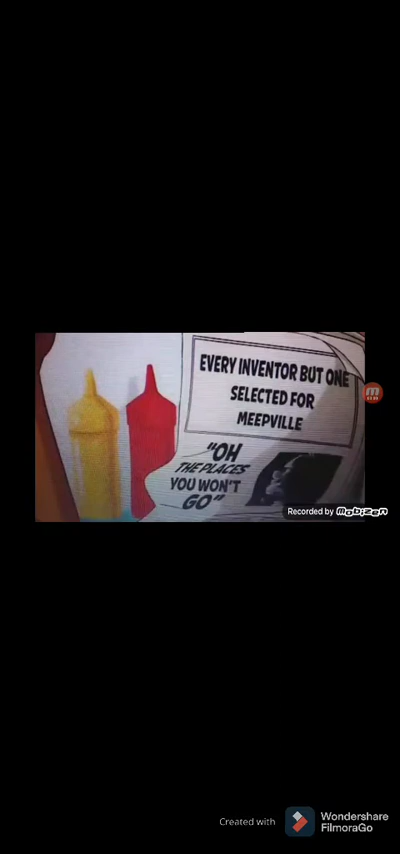 EVERY INVENTOR BUT ONE
SELECTED FOR
MEEPVILLE
"OH
THE PLACES
YOU WON'T
GO"
Recorded by mobizen
Created with
Wondershare
FilmoraGo